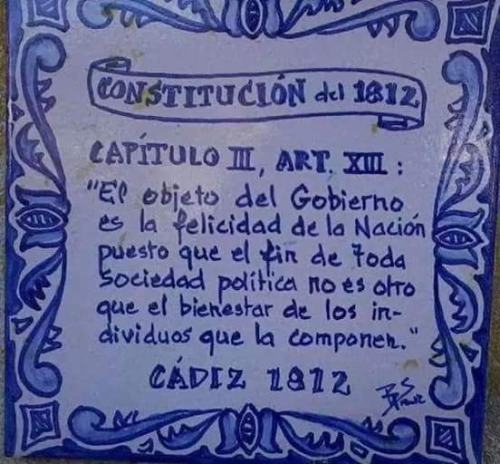 CONSTITUCIÓN del 1812
CAPÍTULO III, ART. XIII :
"El objeto del Gobierno
es la felicidad de la Nación
puesto que el fin de toda
sociedad política no es otro
que el bienestar de los in-
dividuos que la componen."
CÁDIZ 1812